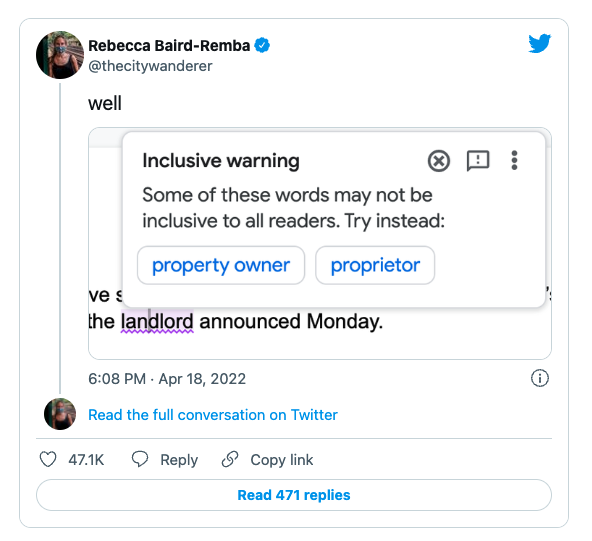 Rebecca Baird-Remba
@thecitywanderer
well
Inclusive warning
Some of these words may not be
inclusive to all readers. Try instead:
property owner proprietor
ve s
the landlord announced Monday.
6:08 PM · Apr 18, 2022
Read the full conversation on Twitter
47.1K Reply Copy link
Read 471 replies